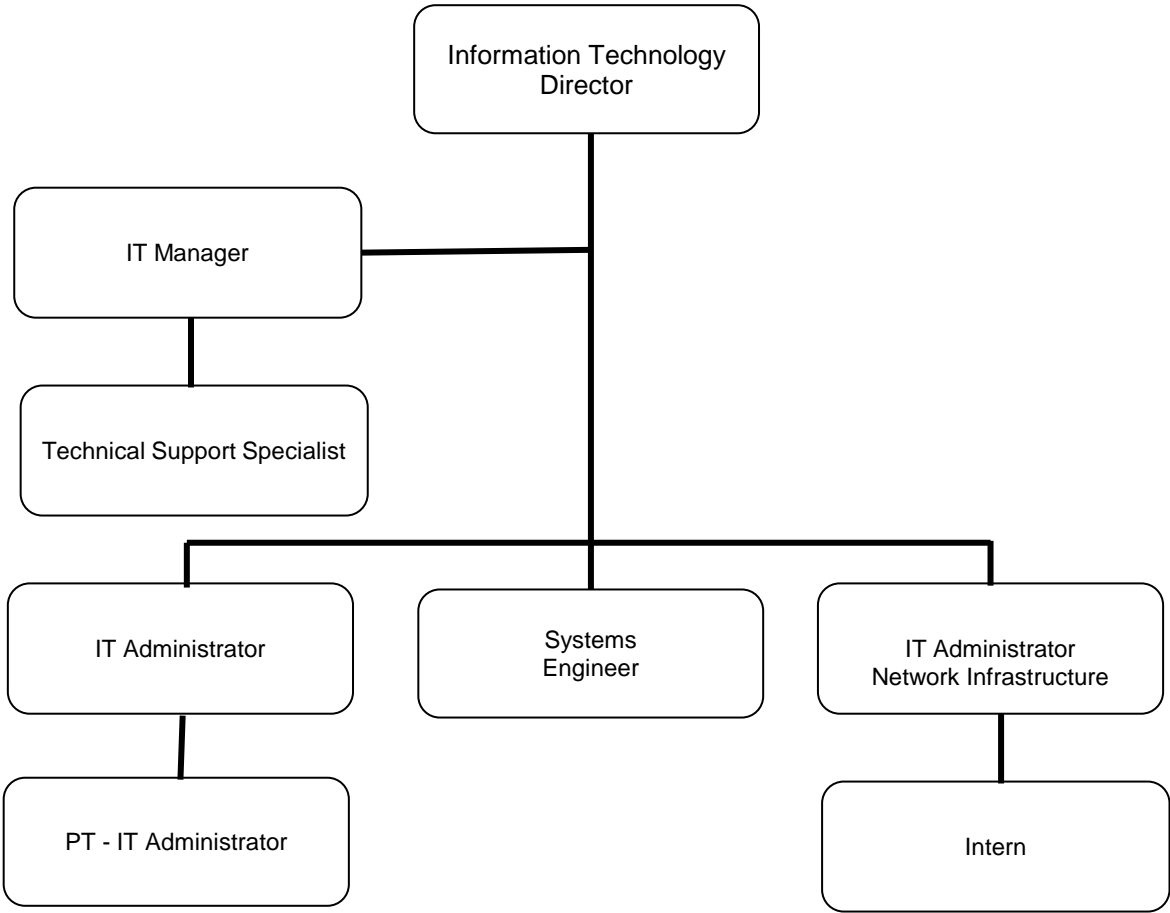 Information Technology
Director
IT Manager
Technical Support Specialist
IT Administrator
Systems
Engineer
IT Administrator
Network Infrastructure
PT - IT Administrator
Intern